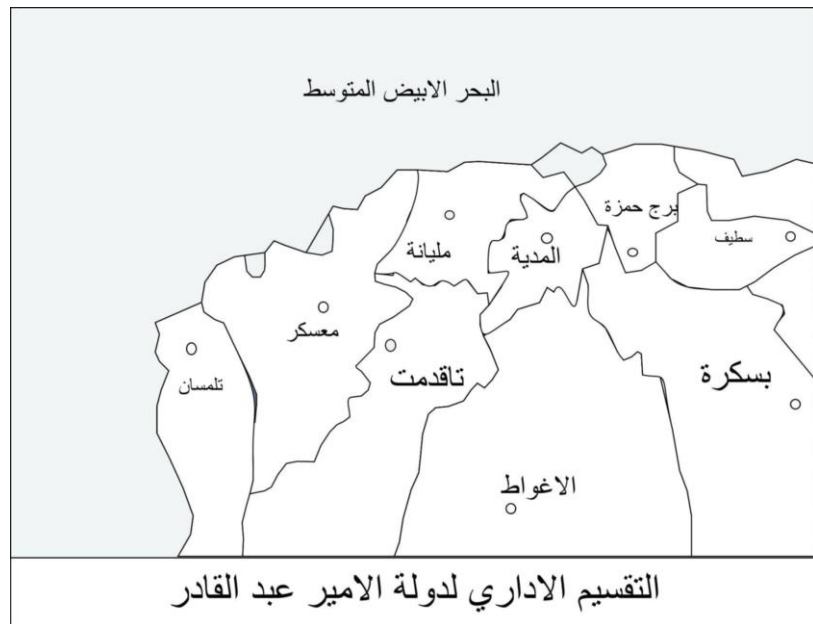 البحر الابيض المتوسط
برج حمزة
سطيف
المدية
مليانة
معسكر
تاقدمت
بسكرة
تلمسان
الاغواط
التقسيم الاداري لدولة الامير عبد القادر